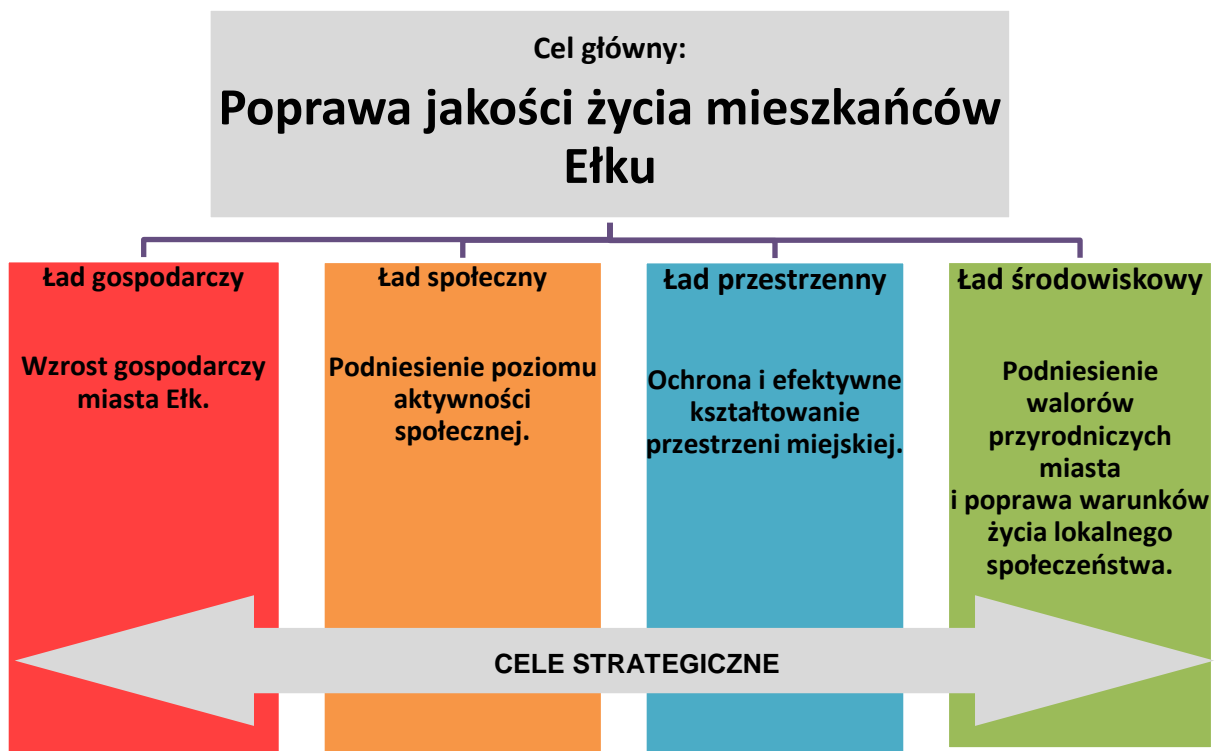 Cel główny:
Poprawa jakości życia mieszkańców
Ełku
Ład gospodarczy
Wzrost gospodarczy
miasta Ełk.
Ład społeczny
Podniesienie poziomu
aktywności
społecznej.
Ład przestrzenny
Ochrona i efektywne
kształtowanie
przestrzeni miejskiej.
Ład środowiskowy
Podniesienie
walorów
przyrodniczych
miasta
i poprawa warunków
życia lokalnego
społeczeństwa.
CELE STRATEGICZNE